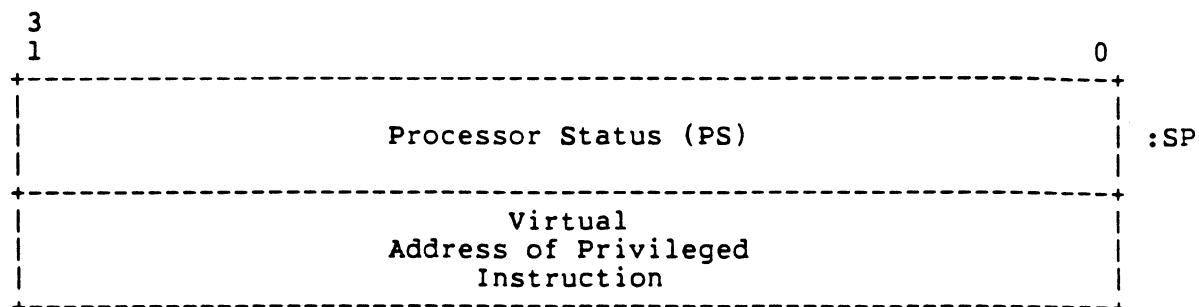 3
1 0
Processor Status (PS) :SP
Virtual
Address of Privileged
Instruction